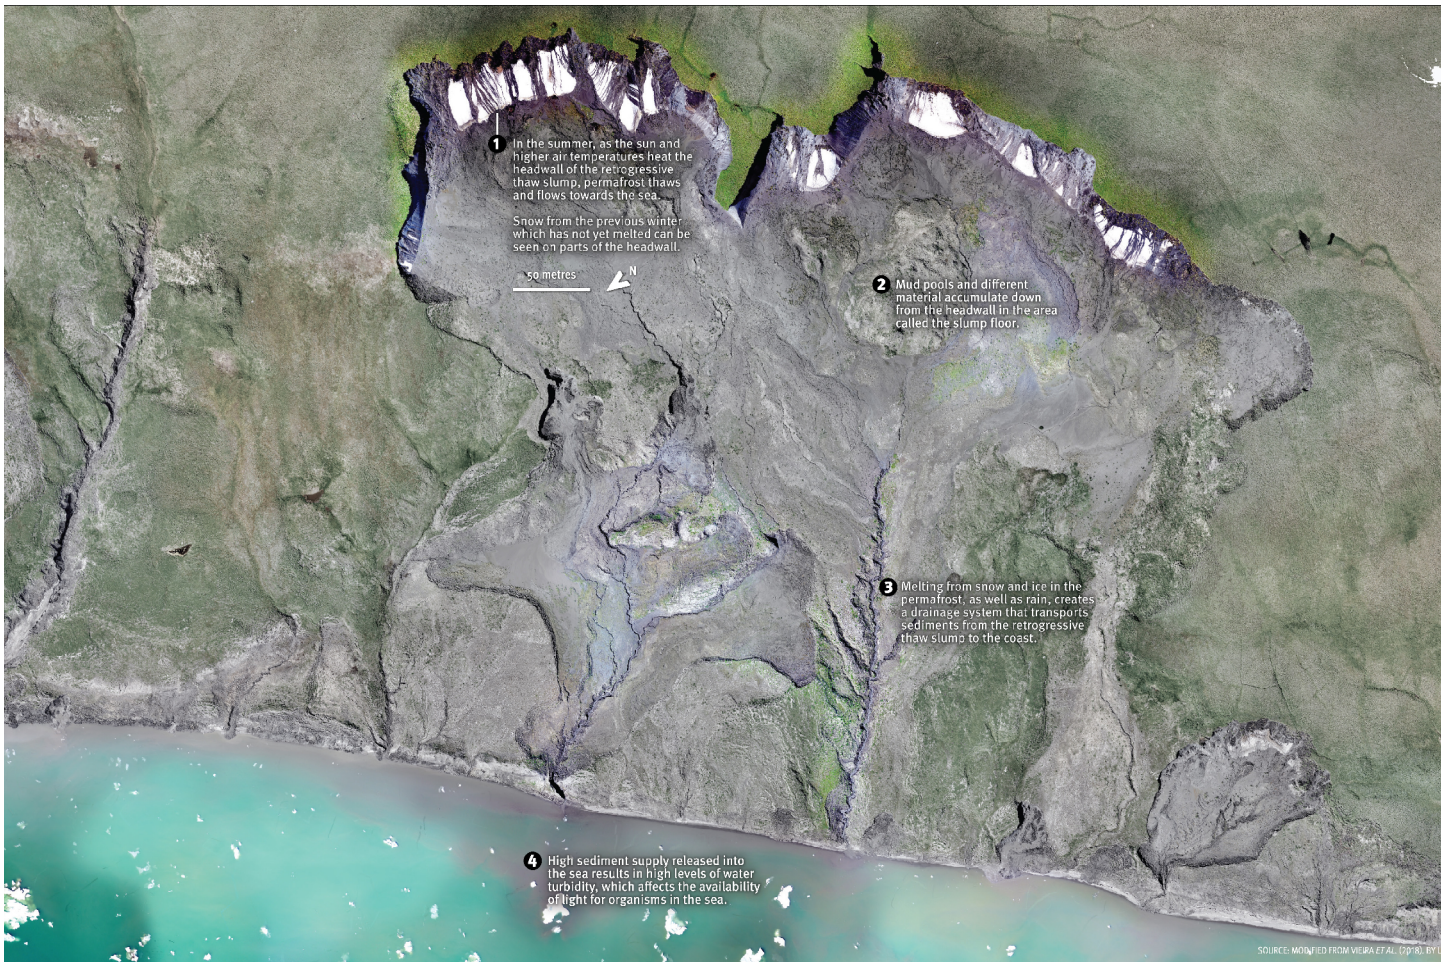 1 In the summer, as the sun and
higher air temperatures heat the
headwall of the retrogressive
thaw slump, permafrost thaws
and flows towards the sea.
Snow from the previous winter
which has not yet melted can be
seen on parts of the headwall.
50 metres
N
2 Mud pools and different
material accumulate down
from the headwall in the area
called the slump floor.
3 Melting from snow and ice in the
permafrost, as well as rain, creates
a drainage system that transports
sediments from the retrogressive
thaw slump to the coast.
4 High sediment supply released into
the sea results in high levels of water
turbidity, which affects the availability
of light for organisms in the sea.
SOURCE: MODIFIED FROM VIEIRA ET AL. (2018), BY